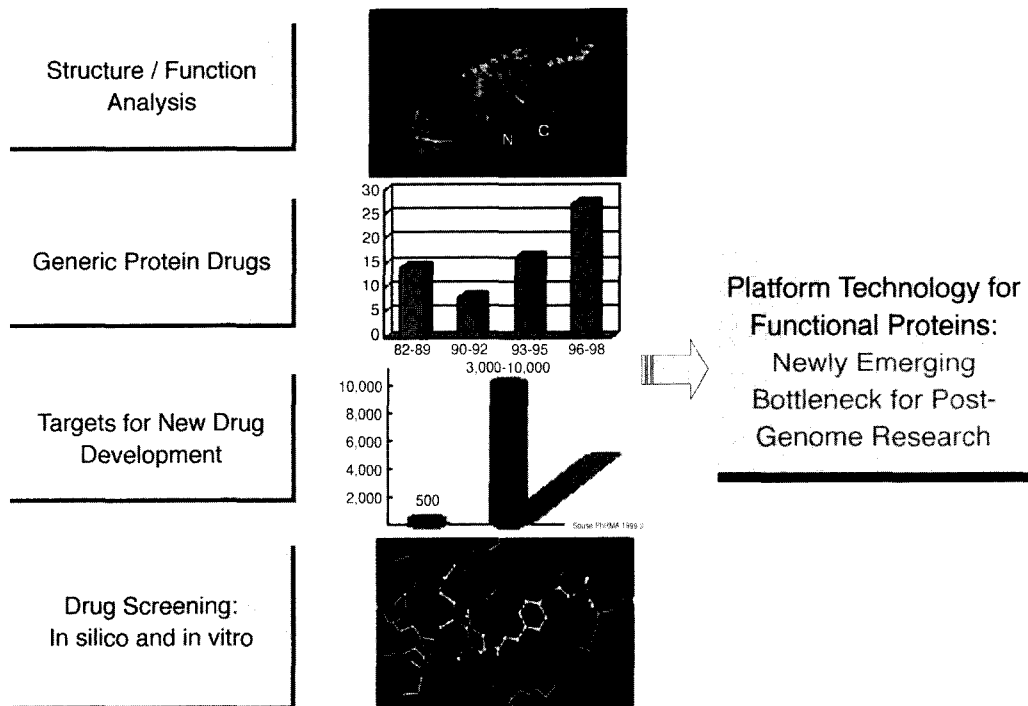 Structure / Function
Analysis
N C
30
25
20
15
10
5
0
82-89 90-92 93-95 96-98
Generic Protein Drugs
3,000-10,000
10,000
8,000
6,000
4,000
2,000
500
Targets for New Drug
Development
PhRMA 1999
Drug Screening:
In silico and in vitro
Platform Technology for
Functional Proteins:
Newly Emerging
Bottleneck for Post-
Genome Research